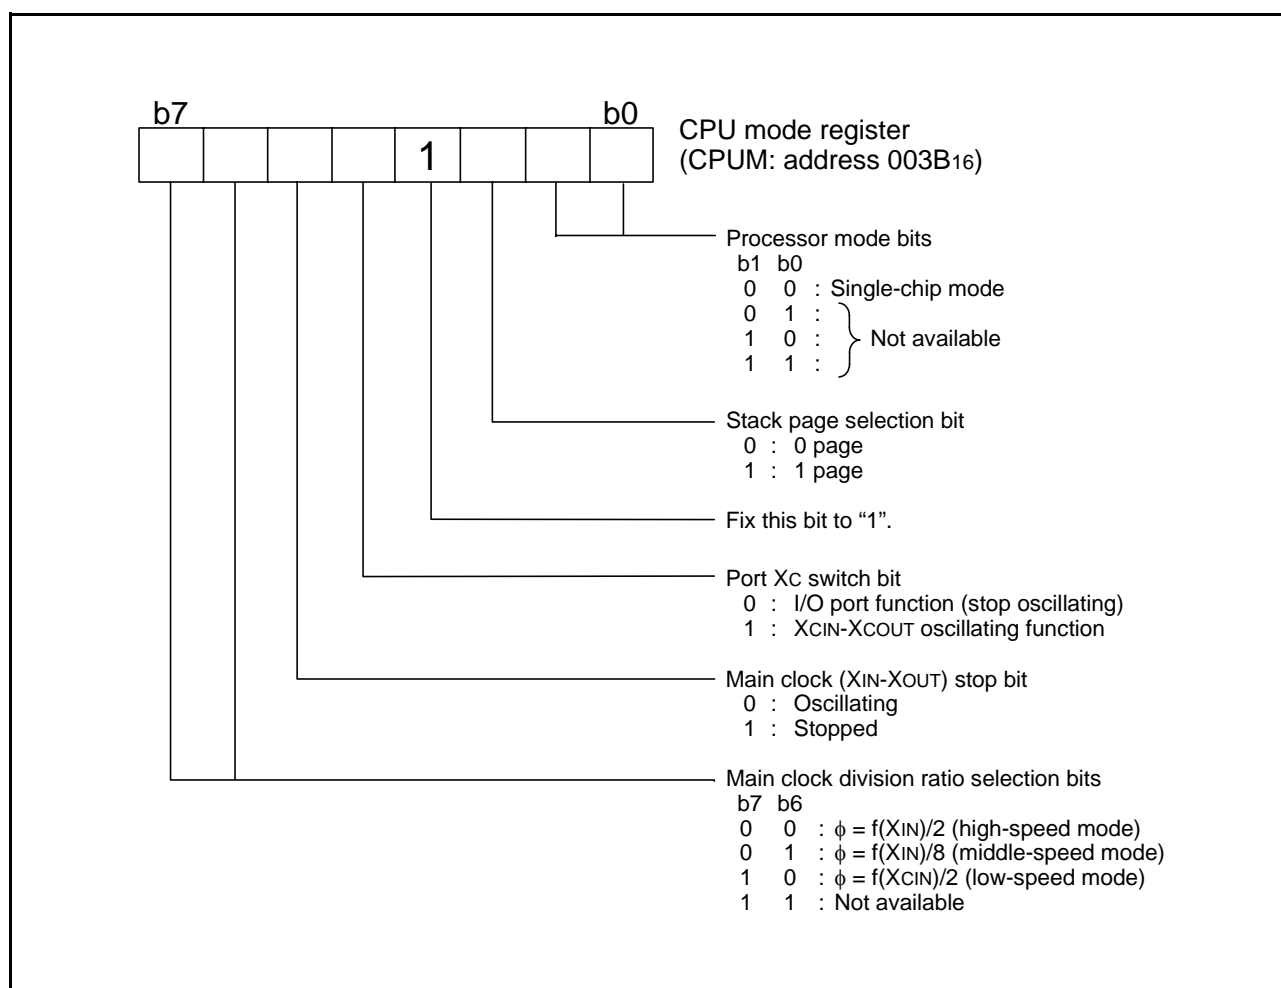 b7 b0
1
CPU mode register
(CPUM: address 003B16)
Processor mode bits
b1 b0
0 0 : Single-chip mode
0 1 :
1 0 : Not available
1 1 :
Stack page selection bit
0 : 0 page
1 : 1 page
Fix this bit to “1”.
Port XC switch bit
0 : I/O port function (stop oscillating)
1 : XCIN-XCOUT oscillating function
Main clock (XIN-XOUT) stop bit
0 : Oscillating
1 : Stopped
Main clock division ratio selection bits
b7 b6
0 0 : φ = f(XIN)/2 (high-speed mode)
0 1 : φ = f(XIN)/8 (middle-speed mode)
1 0 : φ = f(XCIN)/2 (low-speed mode)
1 1 : Not available